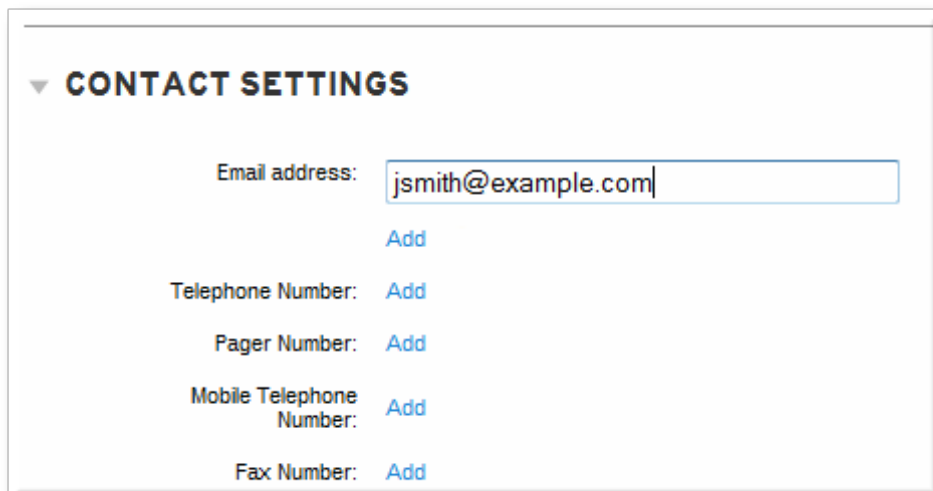 CONTACT SETTINGS
Email address: jsmith@example.com
Add
Telephone Number: Add
Pager Number: Add
Mobile Telephone
Number: Add
Fax Number: Add